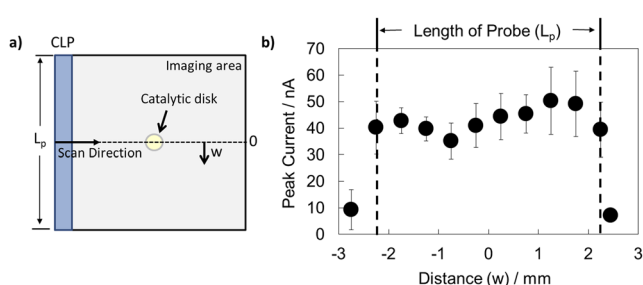 a)
CLP
Imaging area
Catalytic disk
Lp
Scan Direction
0
w
b)
Length of Probe (Lp)
Peak Current / nA
70
60
50
40
30
20
10
0
-3 -2 -1 0 1 2 3
Distance (w) / mm